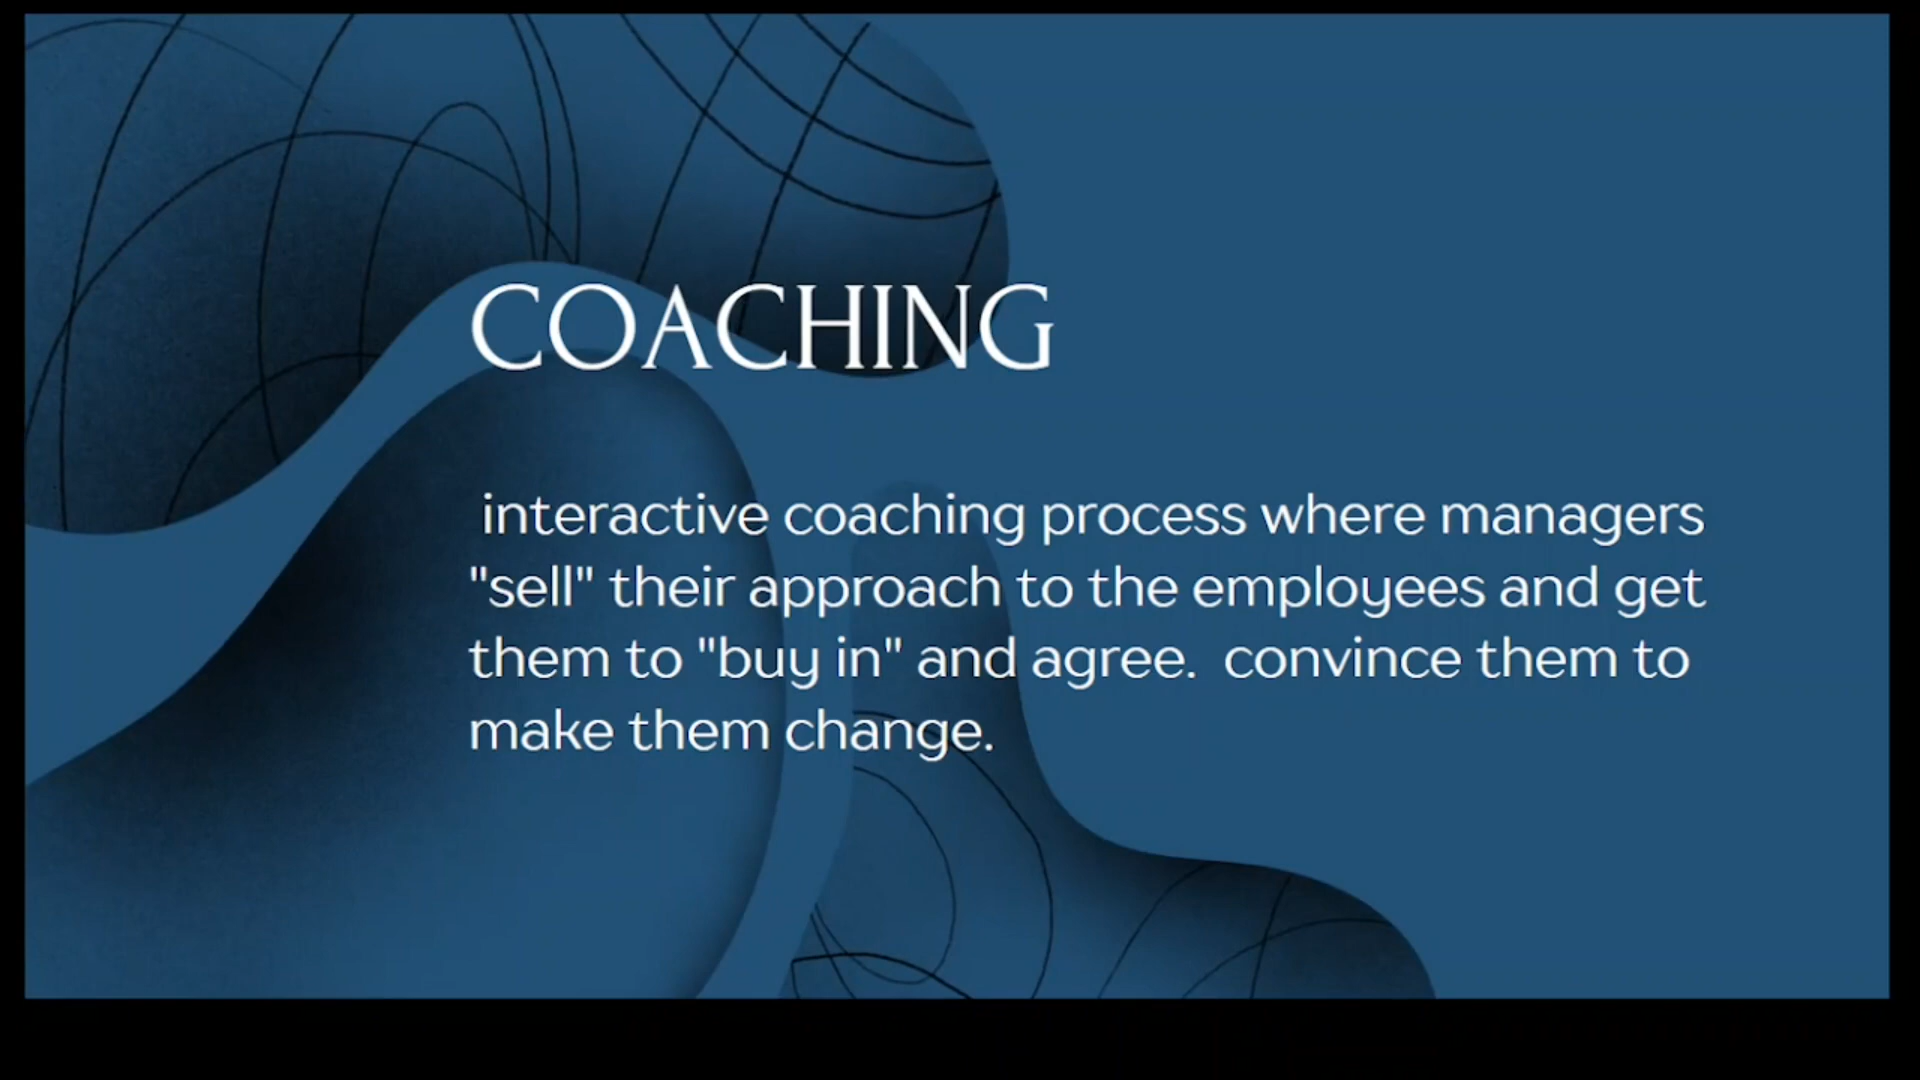 COACHING
interactive coaching process where managers
"sell" their approach to the employees and get
them to "buy in" and agree.  convince them to
make them change.